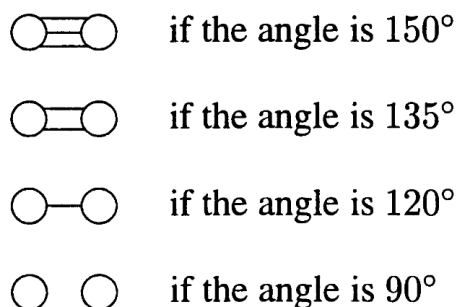 if the angle is 150°
if the angle is 135°
if the angle is 120°
if the angle is 90°